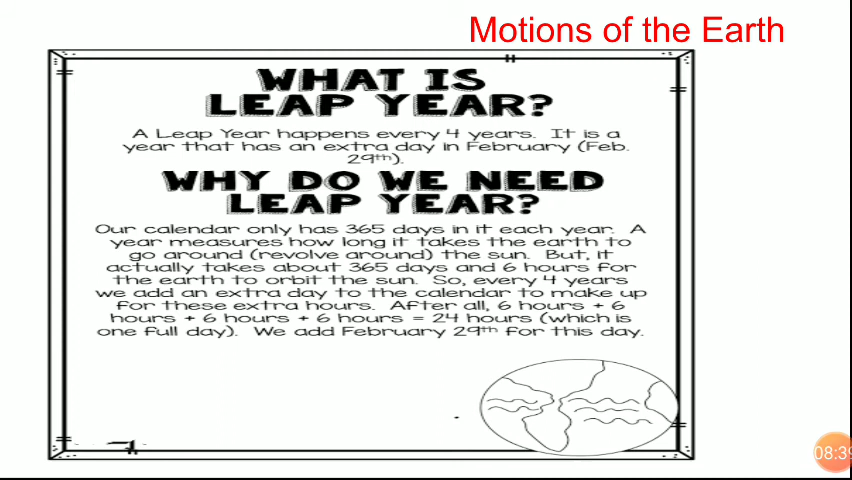 Motions of the Earth
WHAT IS
LEAP YEAR?
A Leap Year happens every 4 years. It is a
year that has an extra day in February (Feb.
29th).
WHY DO WE NEED
LEAP YEAR?
Our calendar only has 365 days in it each year. A
year measures how long it takes the earth to
go around (revolve around) the sun. But, it
actually takes about 365 days and 6 hours for
the earth to orbit the sun. So, every 4 years
we add an extra day to the calendar to make up
for these extra hours. After all, 6 hours + 6
hours + 6 hours + 6 hours = 24 hours (which is
one full day). We add February 29th for this day.